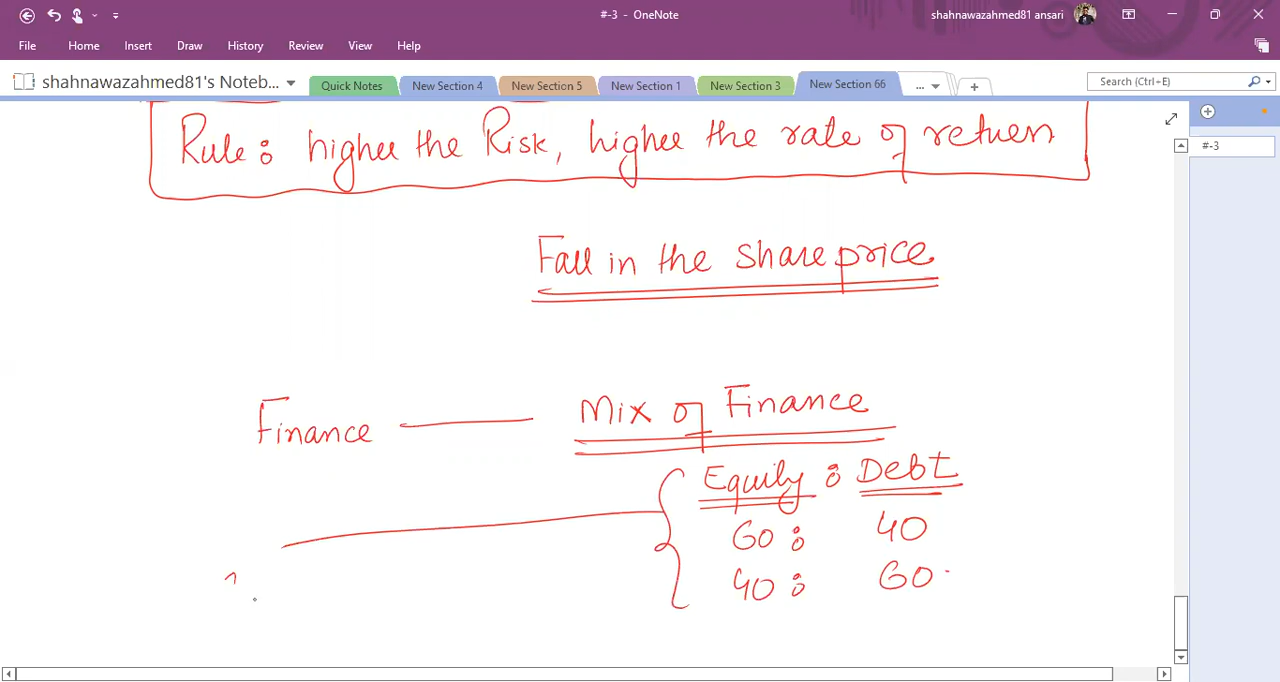 #-3 - OneNote
shahnawazahmed81 ansari
File Home Insert Draw History Review View Help
shahnawazahmed81's Noteb...
Quick Notes
New Section 4
New Section 5
New Section 1
New Section 3
New Section 66
...
Search (Ctrl+E)
#-3
Rule: higher the Risk, higher the rate of return
Fall in the share price
Finance — Mix of Finance
Equity : Debt
60 : 40
40 : 60